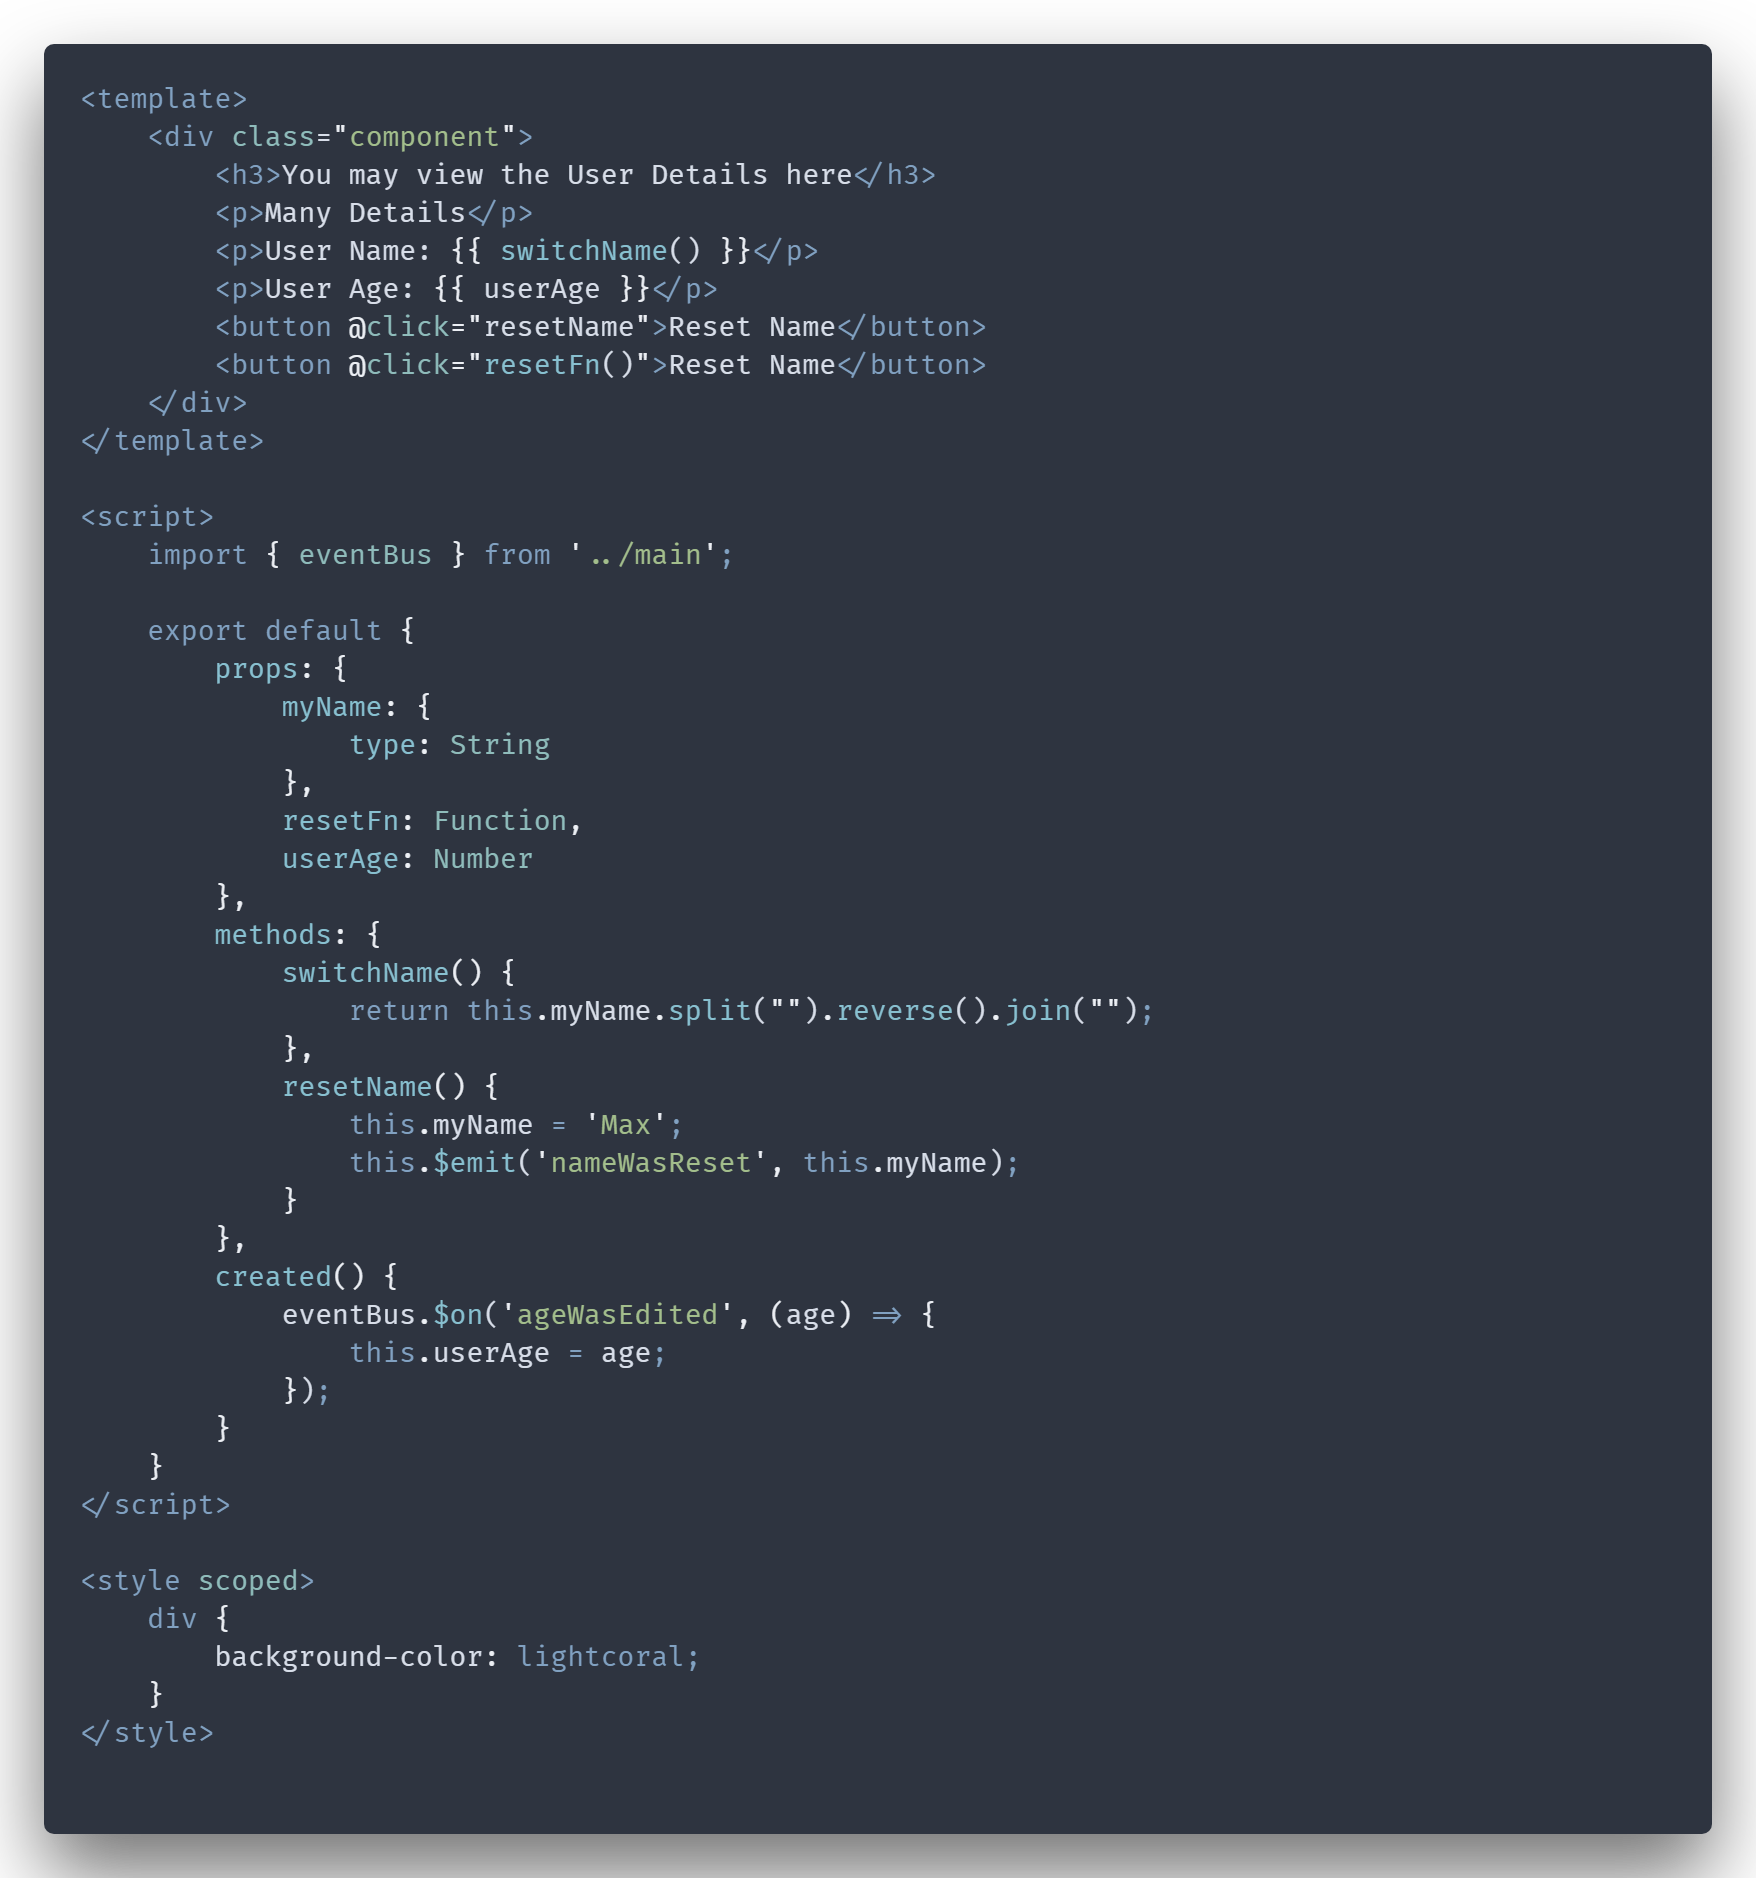 <template>
    <div class="component">
        <h3>You may view the User Details here</h3>
        <p>Many Details</p>
        <p>User Name: {{ switchName() }}</p>
        <p>User Age: {{ userAge }}</p>
        <button @click="resetName">Reset Name</button>
        <button @click="resetFn()">Reset Name</button>
    </div>
</template>

<script>
    import { eventBus } from '../main';

    export default {
        props: {
            myName: {
                type: String
            },
            resetFn: Function,
            userAge: Number
        },
        methods: {
            switchName() {
                return this.myName.split("").reverse().join("");
            },
            resetName() {
                this.myName = 'Max';
                this.$emit('nameWasReset', this.myName);
            }
        },
        created() {
            eventBus.$on('ageWasEdited', (age) => {
                this.userAge = age;
            });
        }
    }
</script>

<style scoped>
    div {
        background-color: lightcoral;
    }
</style>